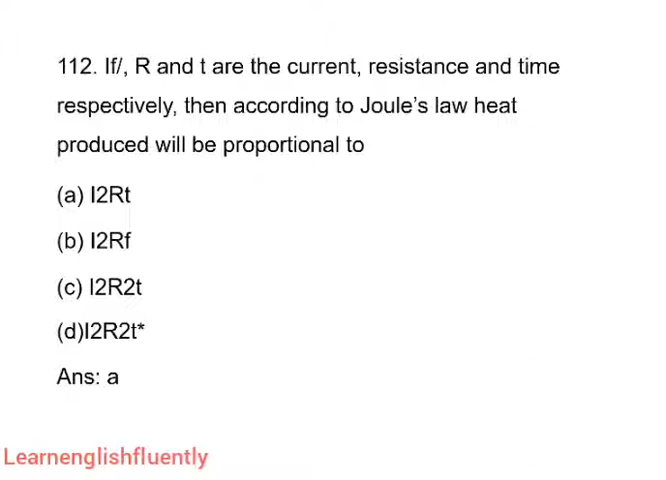 112. If/, R and t are the current, resistance and time
respectively, then according to Joule's law heat
produced will be proportional to
(a) I2Rt
(b) I2Rf
(c) I2R2t
(d)I2R2t*
Ans: a
Learnenglishfluently